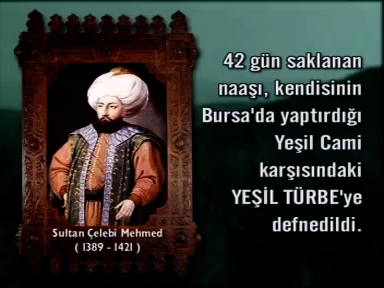 42 gün saklanan
naaşı, kendisinin
Bursa'da yaptırdığı
Yeşil Cami
karşısındaki
YEŞİL TÜRBE'ye
defnedildi.
Sultan Çelebi Mehmed
( 1389 - 1421 )